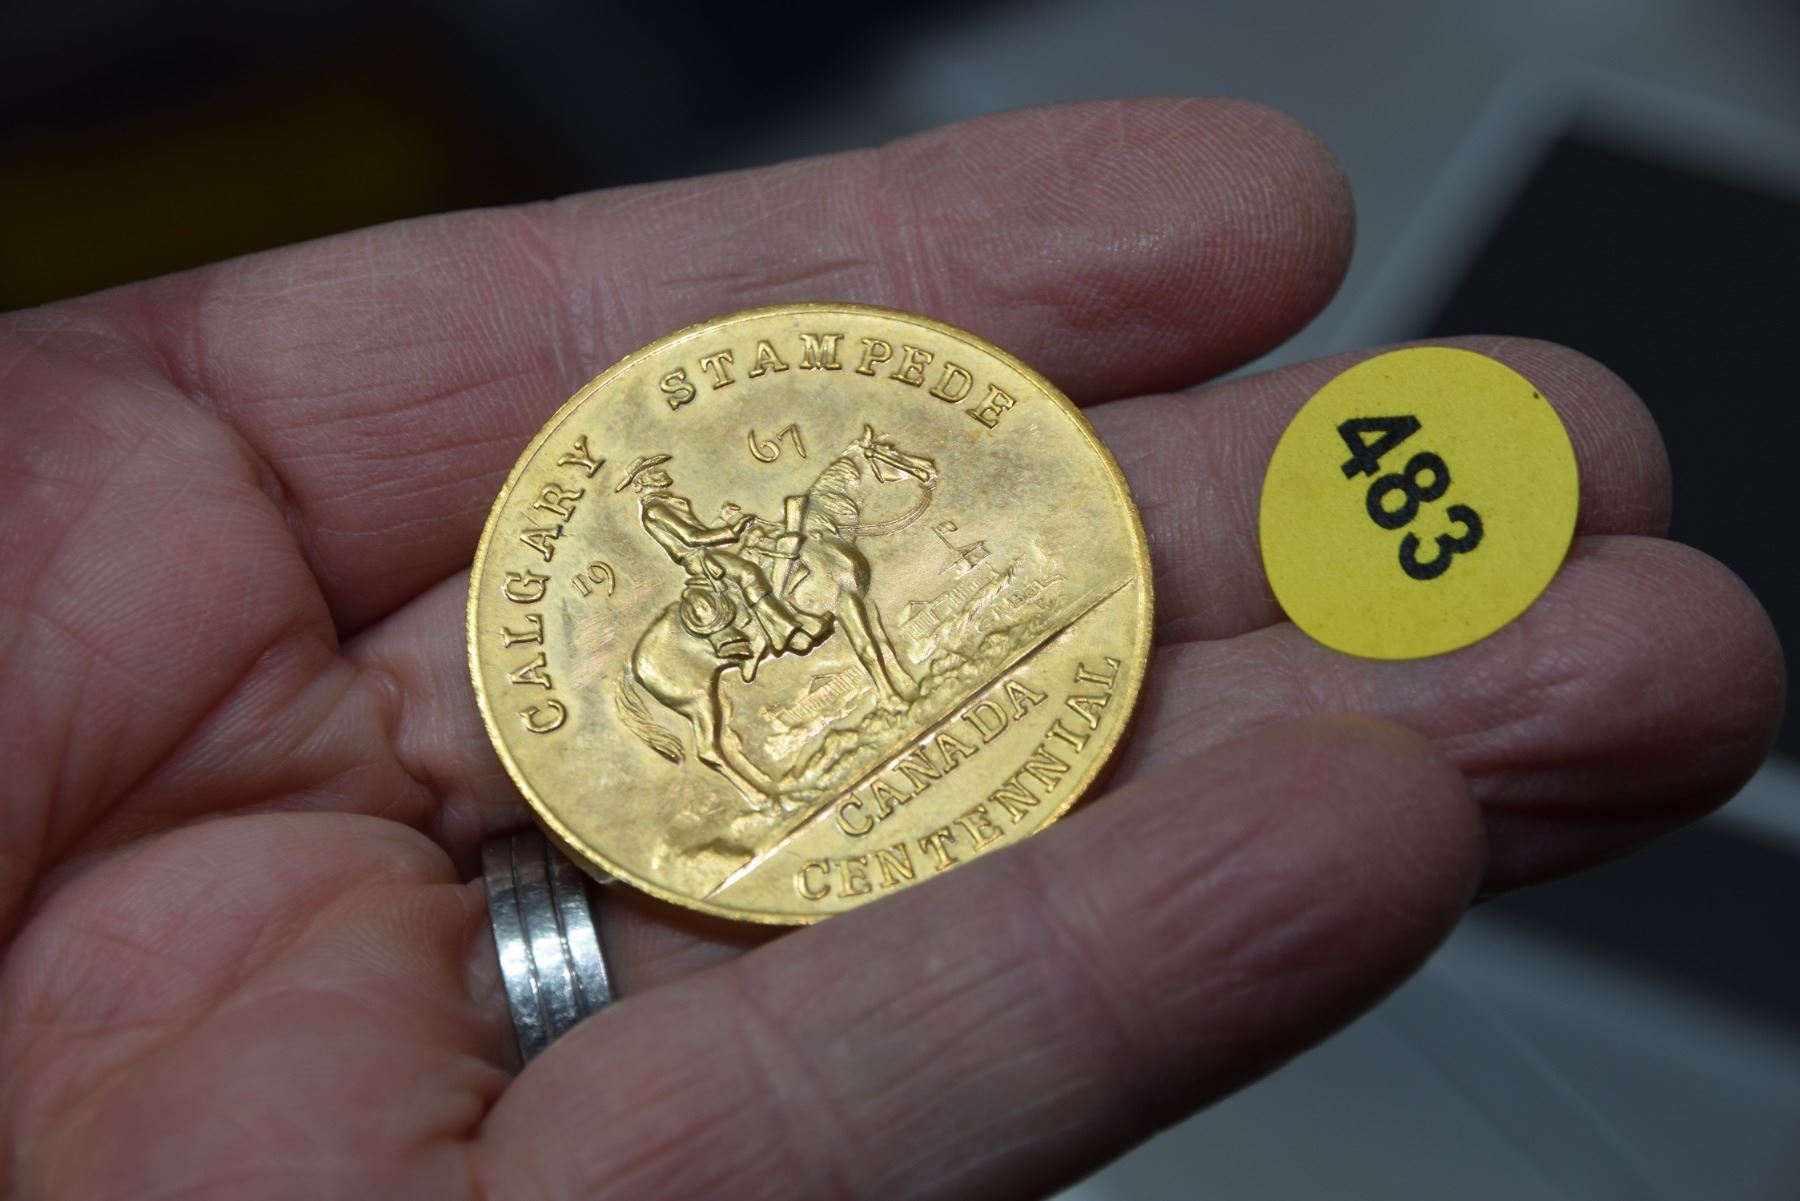 CALGARY STAMPEDE
19 67
CANADA
CENTENNIAL
483